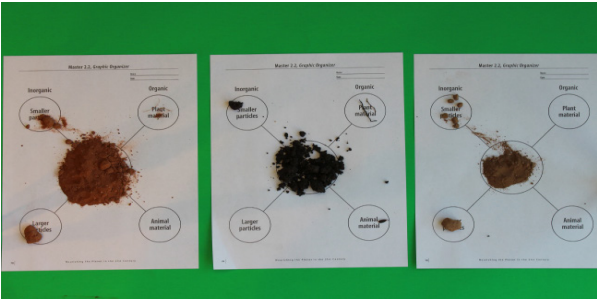 Master 3.2, Graphic Organizer
Inorganic
Organic
Smaller
Plant
material
Larger
Animal
material
Master 3.2, Graphic Organizer
Inorganic
Organic
Smaller
particles
Plant
material
Larger
particles
Animal
material
Master 3.2, Graphic Organizer
Inorganic
Organic
Smaller
particles
Plant
material
Animal
material